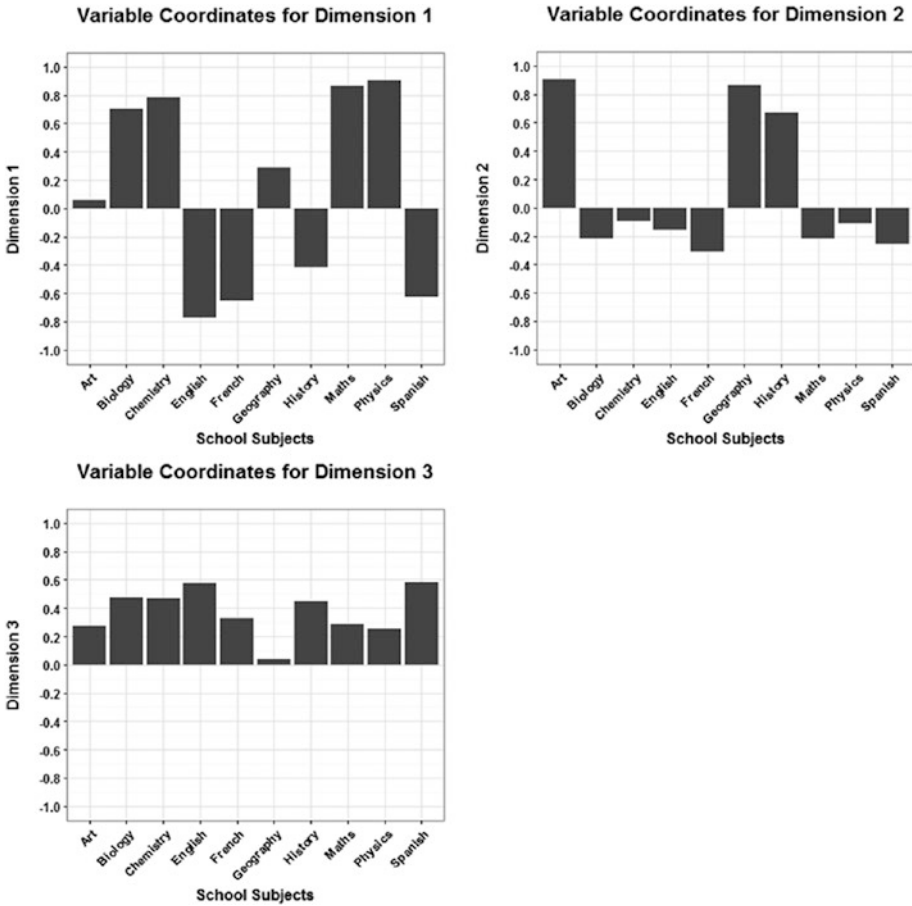 Variable Coordinates for Dimension 1
Dimension 1
1.0
0.8
0.6
0.4
0.2
0.0
-0.2
-0.4
-0.6
-0.8
-1.0
Art
Biology
Chemistry
English
French
Geography
History
Maths
Physics
Spanish
School Subjects
Variable Coordinates for Dimension 2
Dimension 2
1.0
0.8
0.6
0.4
0.2
0.0
-0.2
-0.4
-0.6
-0.8
-1.0
Art
Biology
Chemistry
English
French
Geography
History
Maths
Physics
Spanish
School Subjects
Variable Coordinates for Dimension 3
Dimension 3
1.0
0.8
0.6
0.4
0.2
0.0
-0.2
-0.4
-0.6
-0.8
-1.0
Art
Biology
Chemistry
English
French
Geography
History
Maths
Physics
Spanish
School Subjects